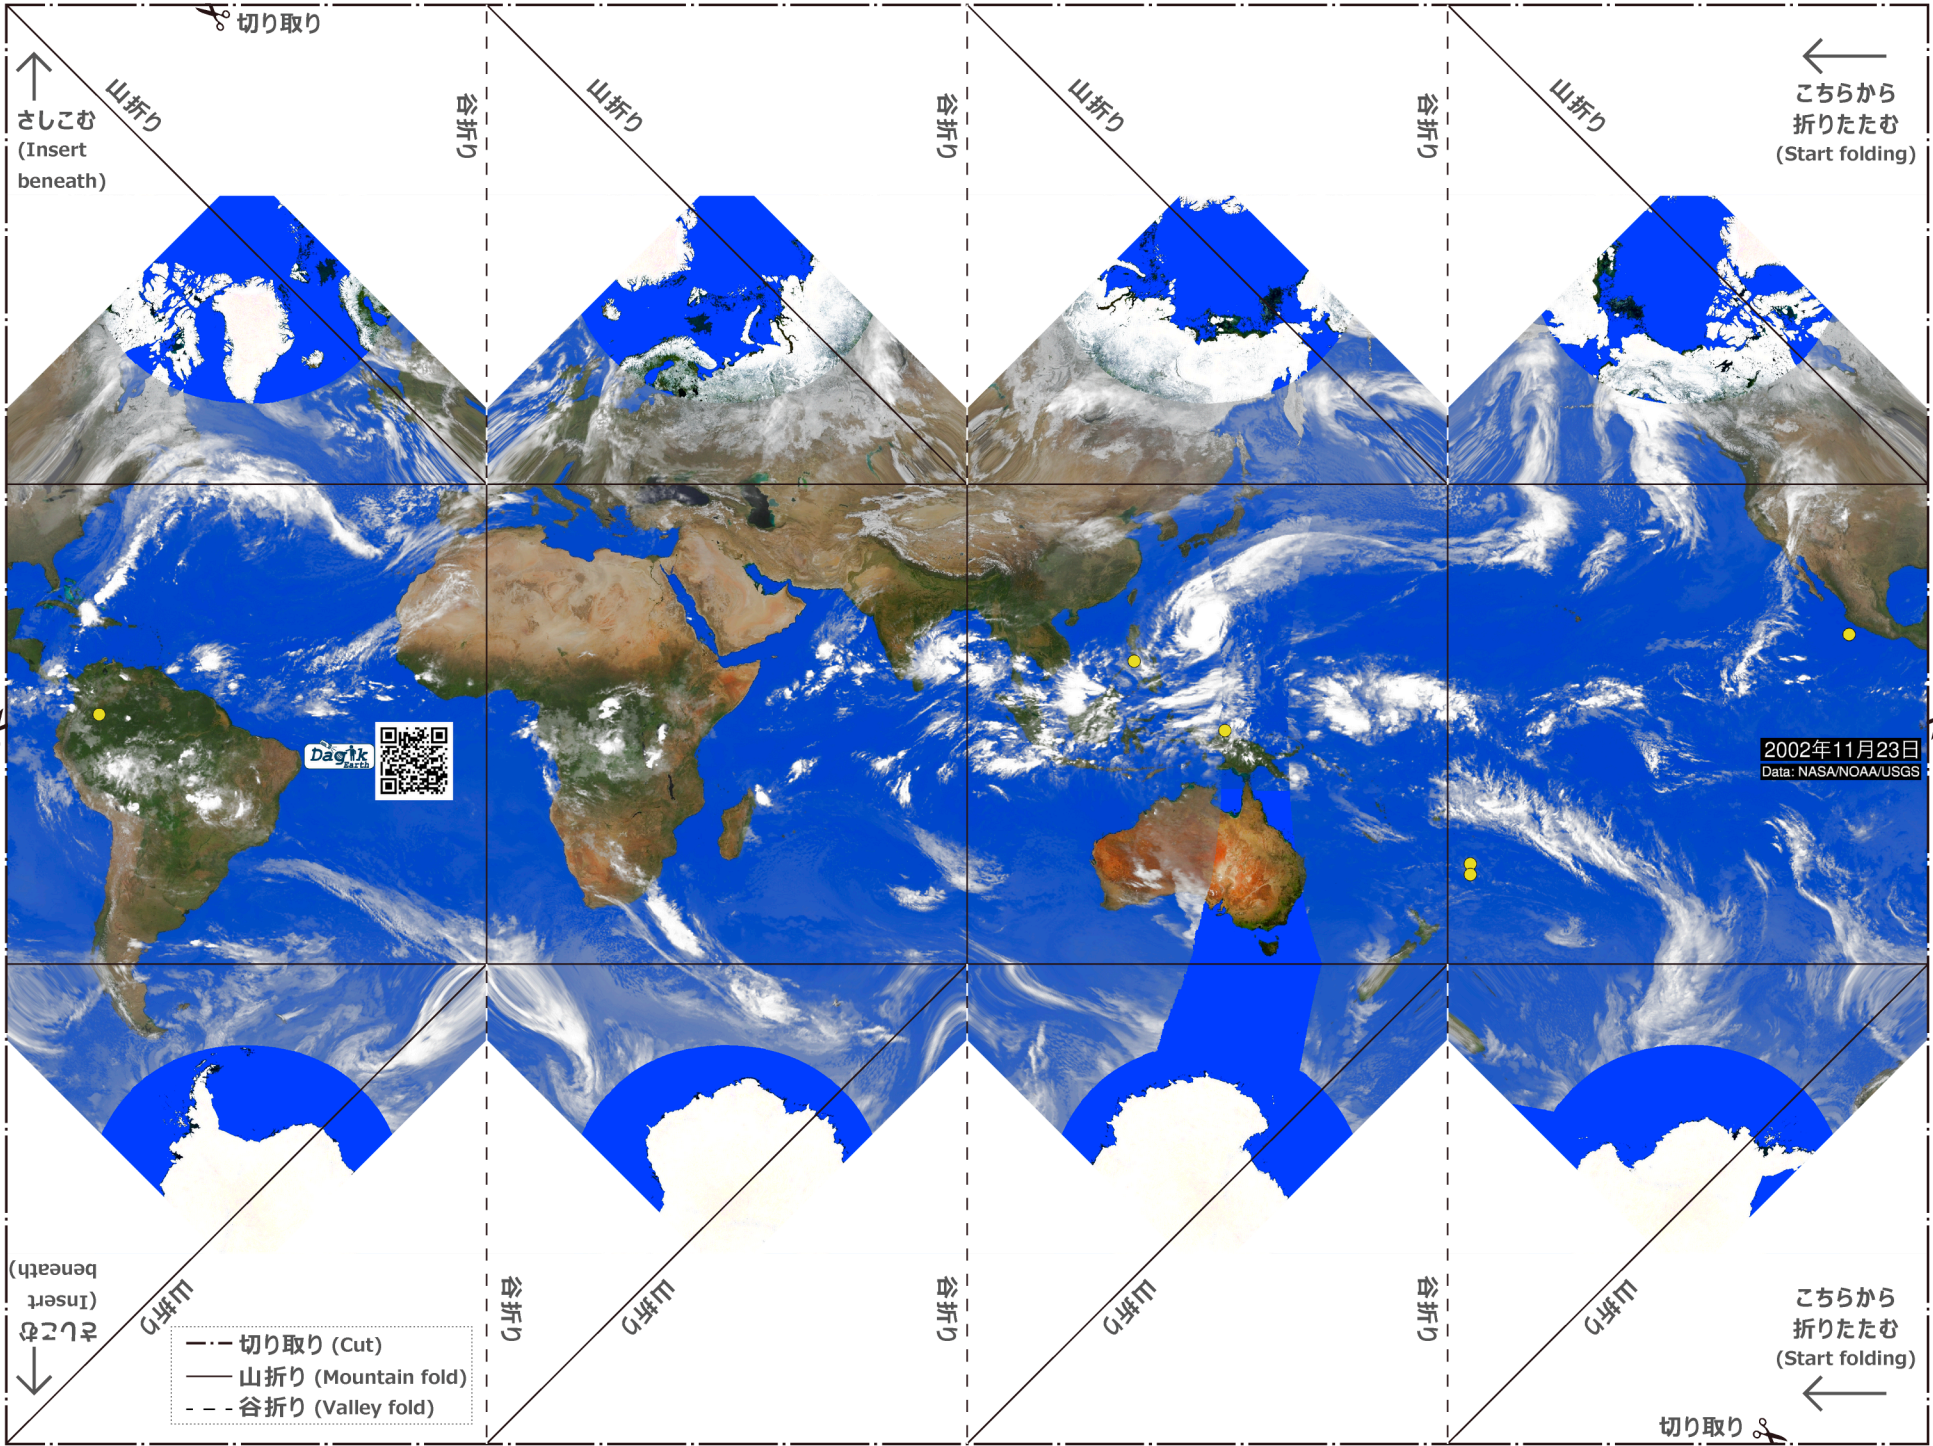 切り取り
さしこむ
(Insert
beneath)
山折り
谷折り
山折り
谷折り
山折り
谷折り
山折り
こちらから
折りたたむ
(Start folding)
Dagik
Earth
2002年11月23日
Data: NASA/NOAA/USGS
さしこむ
(Insert
beneath)
山折り
谷折り
山折り
谷折り
山折り
谷折り
山折り
こちらから
折りたたむ
(Start folding)
切り取り (Cut)
山折り (Mountain fold)
谷折り (Valley fold)
切り取り